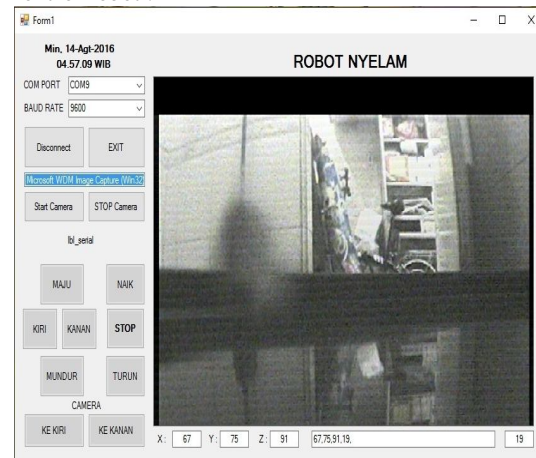 Form1
Min, 14-Agt-2016
04.57.09 WIB
ROBOT NYELAM
COM PORT COM9
BAUD RATE 9600
Disconnect EXIT
Microsoft WDM Image Capture (Win32)
Start Camera STOP Camera
lbl_serial
MAJU NAIK
KIRI KANAN STOP
MUNDUR TURUN
CAMERA
KE KIRI KE KANAN
X : 67 Y : 75 Z : 91 67,75,91,19, 19